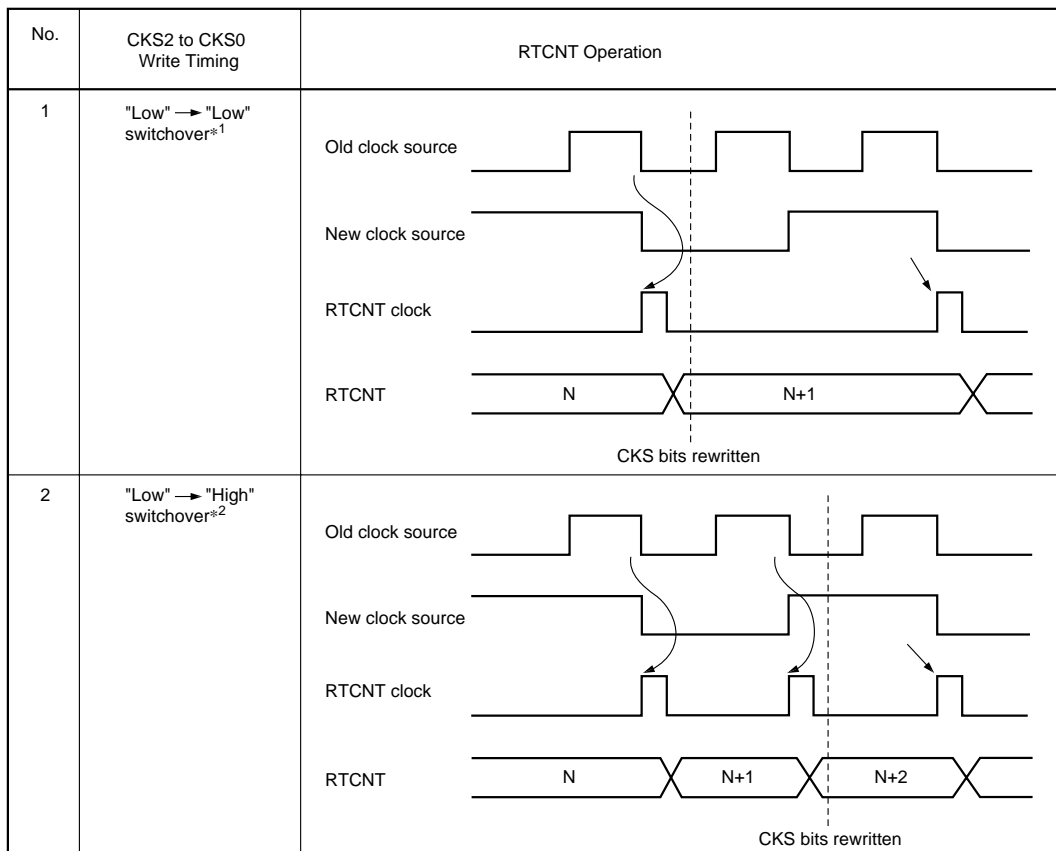 No.
CKS2 to CKS0
Write Timing
RTCNT Operation
1
"Low" → "Low"
switchover*1
Old clock source
New clock source
RTCNT clock
RTCNT
N
N+1
CKS bits rewritten
2
"Low" → "High"
switchover*2
Old clock source
New clock source
RTCNT clock
RTCNT
N
N+1
N+2
CKS bits rewritten